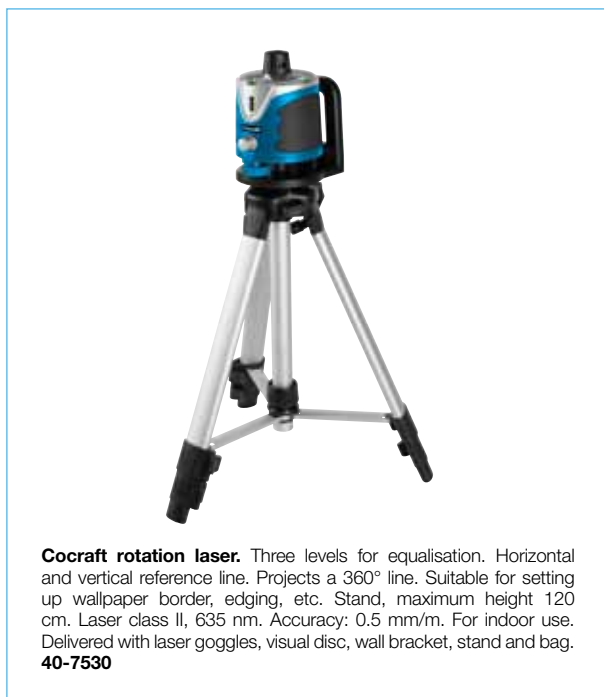 Cocraft rotation laser. Three levels for equalisation. Horizontal
and vertical reference line. Projects a 360° line. Suitable for setting
up wallpaper border, edging, etc. Stand, maximum height 120
cm. Laser class II, 635 nm. Accuracy: 0.5 mm/m. For indoor use.
Delivered with laser goggles, visual disc, wall bracket, stand and bag.
40-7530